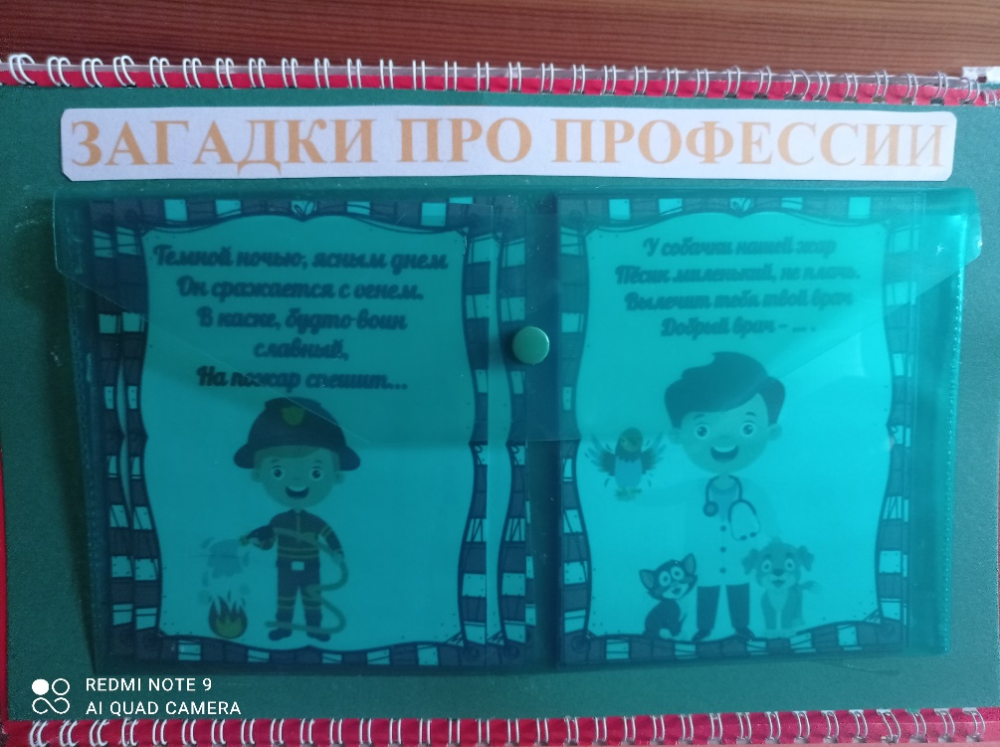 ЗАГАДКИ ПРО ПРОФЕССИИ
Темной ночью, ясным днем
Он сражается с огнем.
В каске, будто воин
славный,
На пожар спешит...
У собачки нашей жар
Пёсик миленький, не плачь.
Вылечит тебя твой врач
Добрый врач - ... .
REDMI NOTE 9
AI QUAD CAMERA